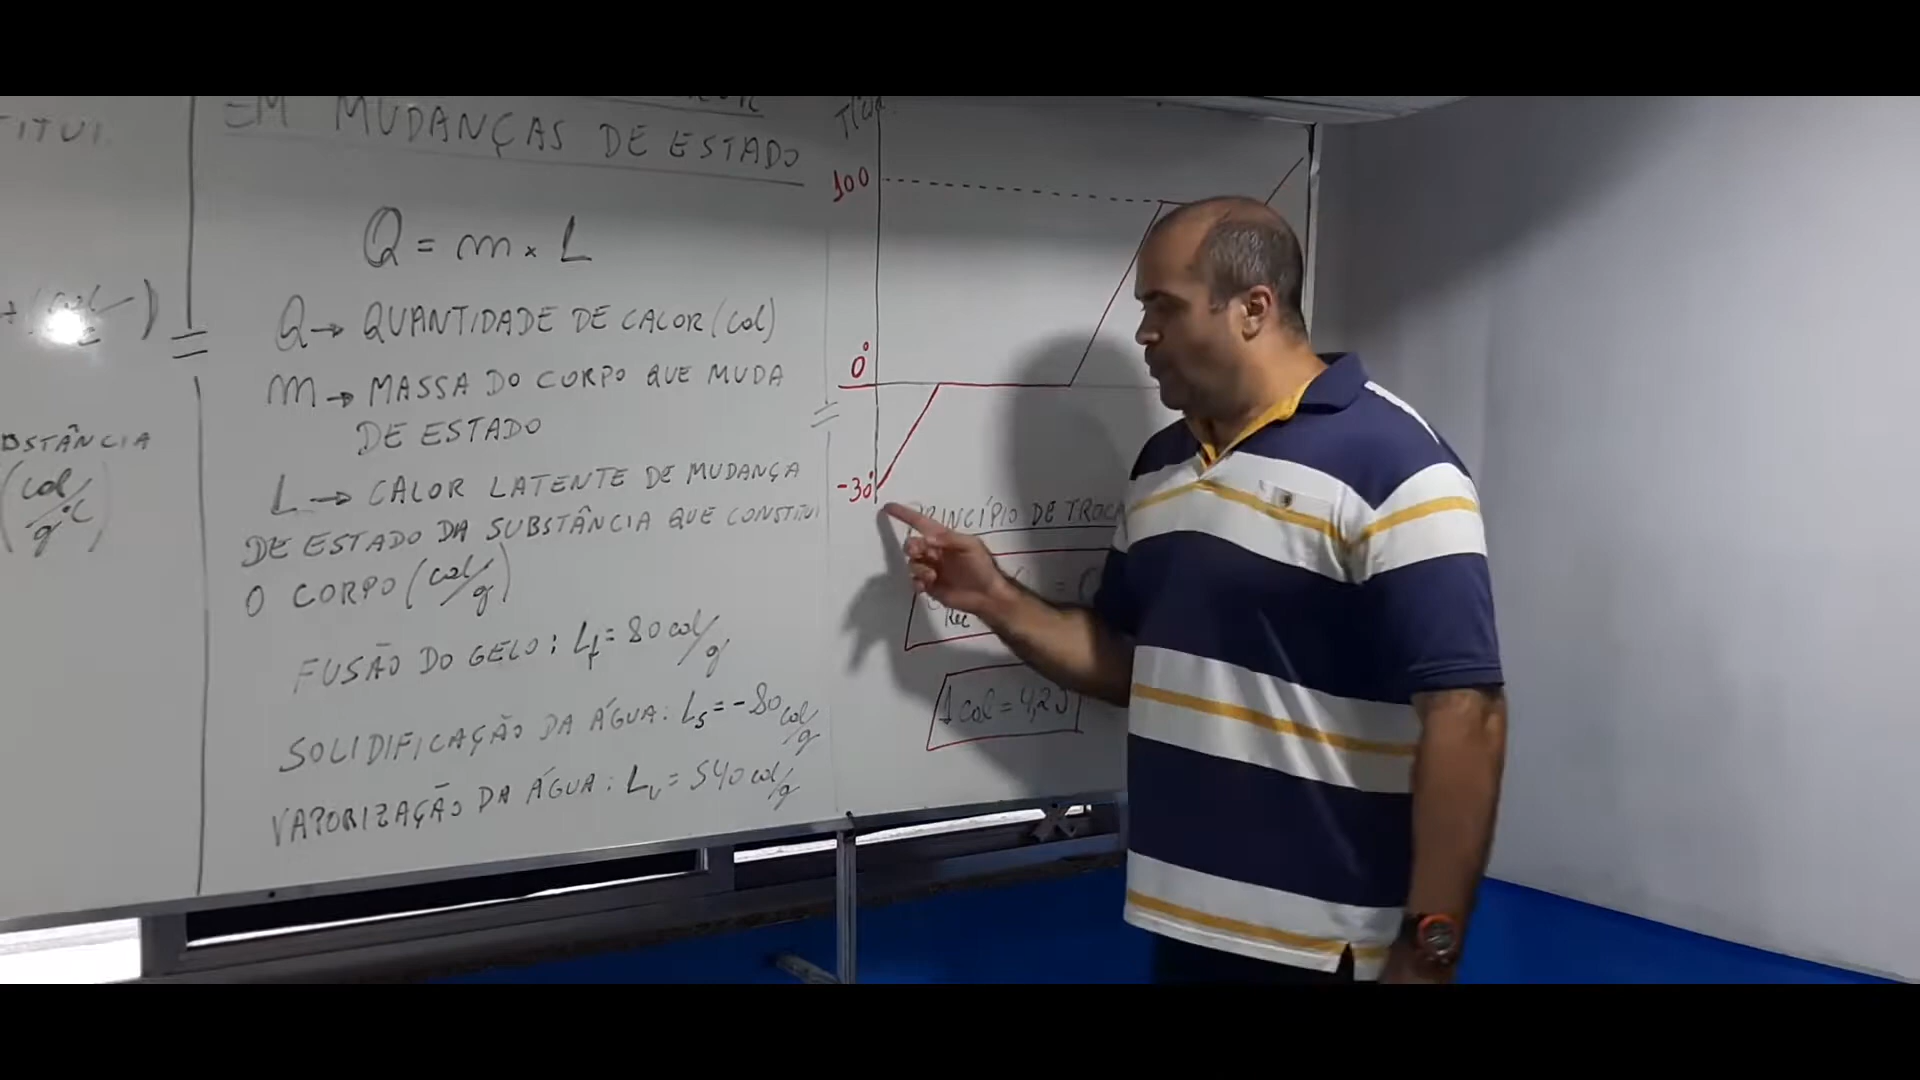 EM MUDANÇAS DE ESTADO
Q = m x L
Q → QUANTIDADE DE CALOR (cal)
m → MASSA DO CORPO QUE MUDA
DE ESTADO
L → CALOR LATENTE DE MUDANÇA
DE ESTADO DA SUBSTÂNCIA QUE CONSTITUI
O CORPO (cal/g)
FUSÃO DO GELO: Lf = 80 cal/g
SOLIDIFICAÇÃO DA ÁGUA: Ls = -80 cal/g
VAPORIZAÇÃO DA ÁGUA: Lv = 540 cal/g
TITUI.
BSTÂNCIA
(cal/g°C)
100
0°
-30°
PRINCÍPIO DE TROCA
Rec
1 cal = 4,2 J